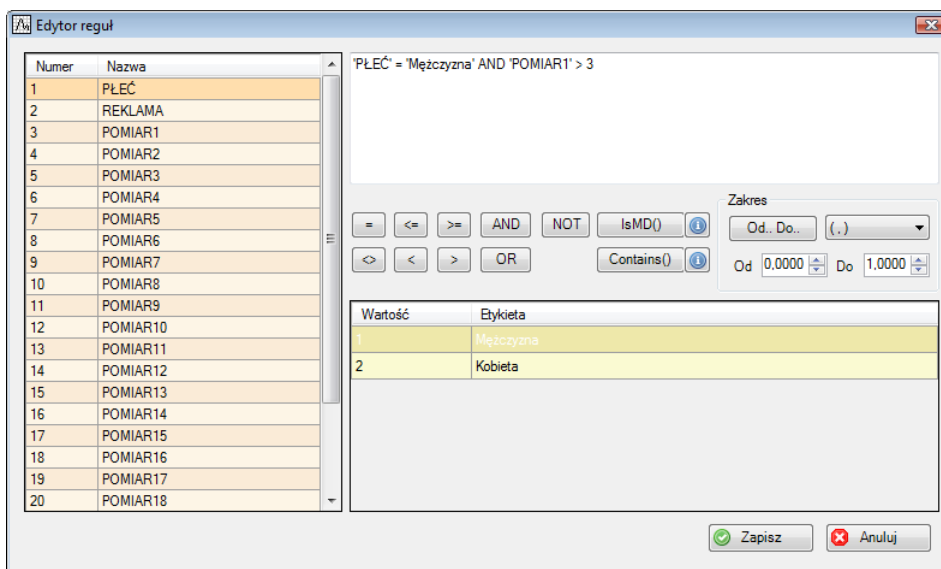 Edytor reguł
Numer Nazwa
1 PŁEĆ
2 REKLAMA
3 POMIAR1
4 POMIAR2
5 POMIAR3
6 POMIAR4
7 POMIAR5
8 POMIAR6
9 POMIAR7
10 POMIAR8
11 POMIAR9
12 POMIAR10
13 POMIAR11
14 POMIAR12
15 POMIAR13
16 POMIAR14
17 POMIAR15
18 POMIAR16
19 POMIAR17
20 POMIAR18
'PŁEĆ' = 'Mężczyzna' AND 'POMIAR1' > 3
= <= >= AND NOT IsMD()
<> < > OR Contains()
Zakres
Od.. Do.. ( , )
Od 0,0000 Do 1,0000
Wartość Etykieta
1 Mężczyzna
2 Kobieta
Zapisz Anuluj